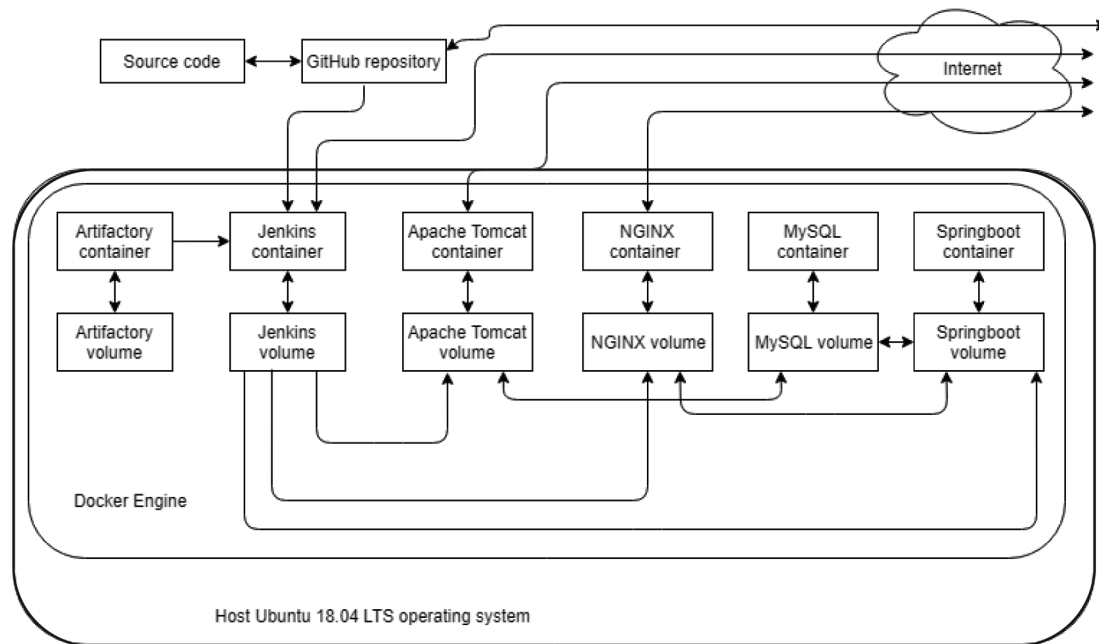 Source code
GitHub repository
Internet
Artifactory
container
Jenkins
container
Apache Tomcat
container
NGINX
container
MySQL
container
Springboot
container
Artifactory
volume
Jenkins
volume
Apache Tomcat
volume
NGINX volume
MySQL volume
Springboot
volume
Docker Engine
Host Ubuntu 18.04 LTS operating system